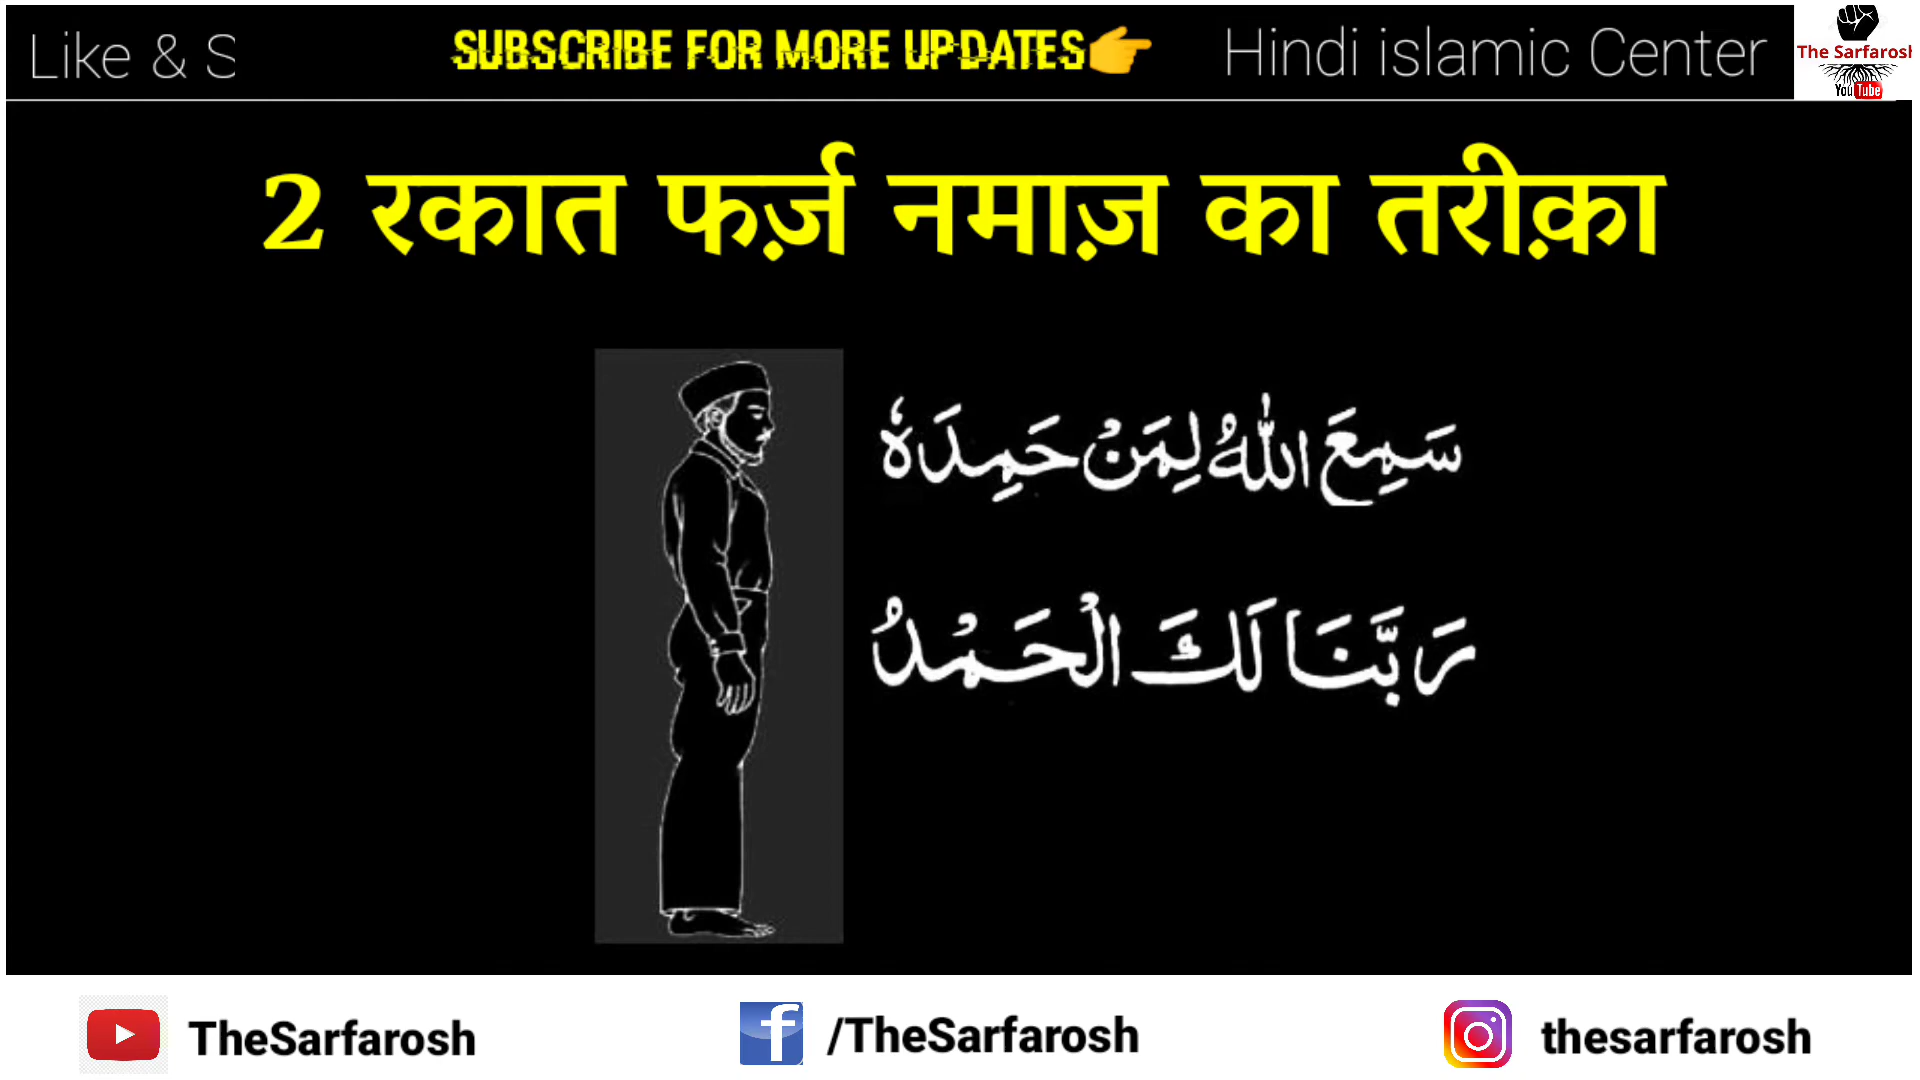 Like & S
SUBSCRIBE FOR MORE UPDATES👉
Hindi islamic Center
The Sarfarosh
YouTube
2 रकात फर्ज़ नमाज़ का तरीक़ा
سَمِعَ اللهُ لِمَنْ حَمِدَهٗ
رَبَّنَا لَكَ الْحَمْدُ
TheSarfarosh
/TheSarfarosh
thesarfarosh